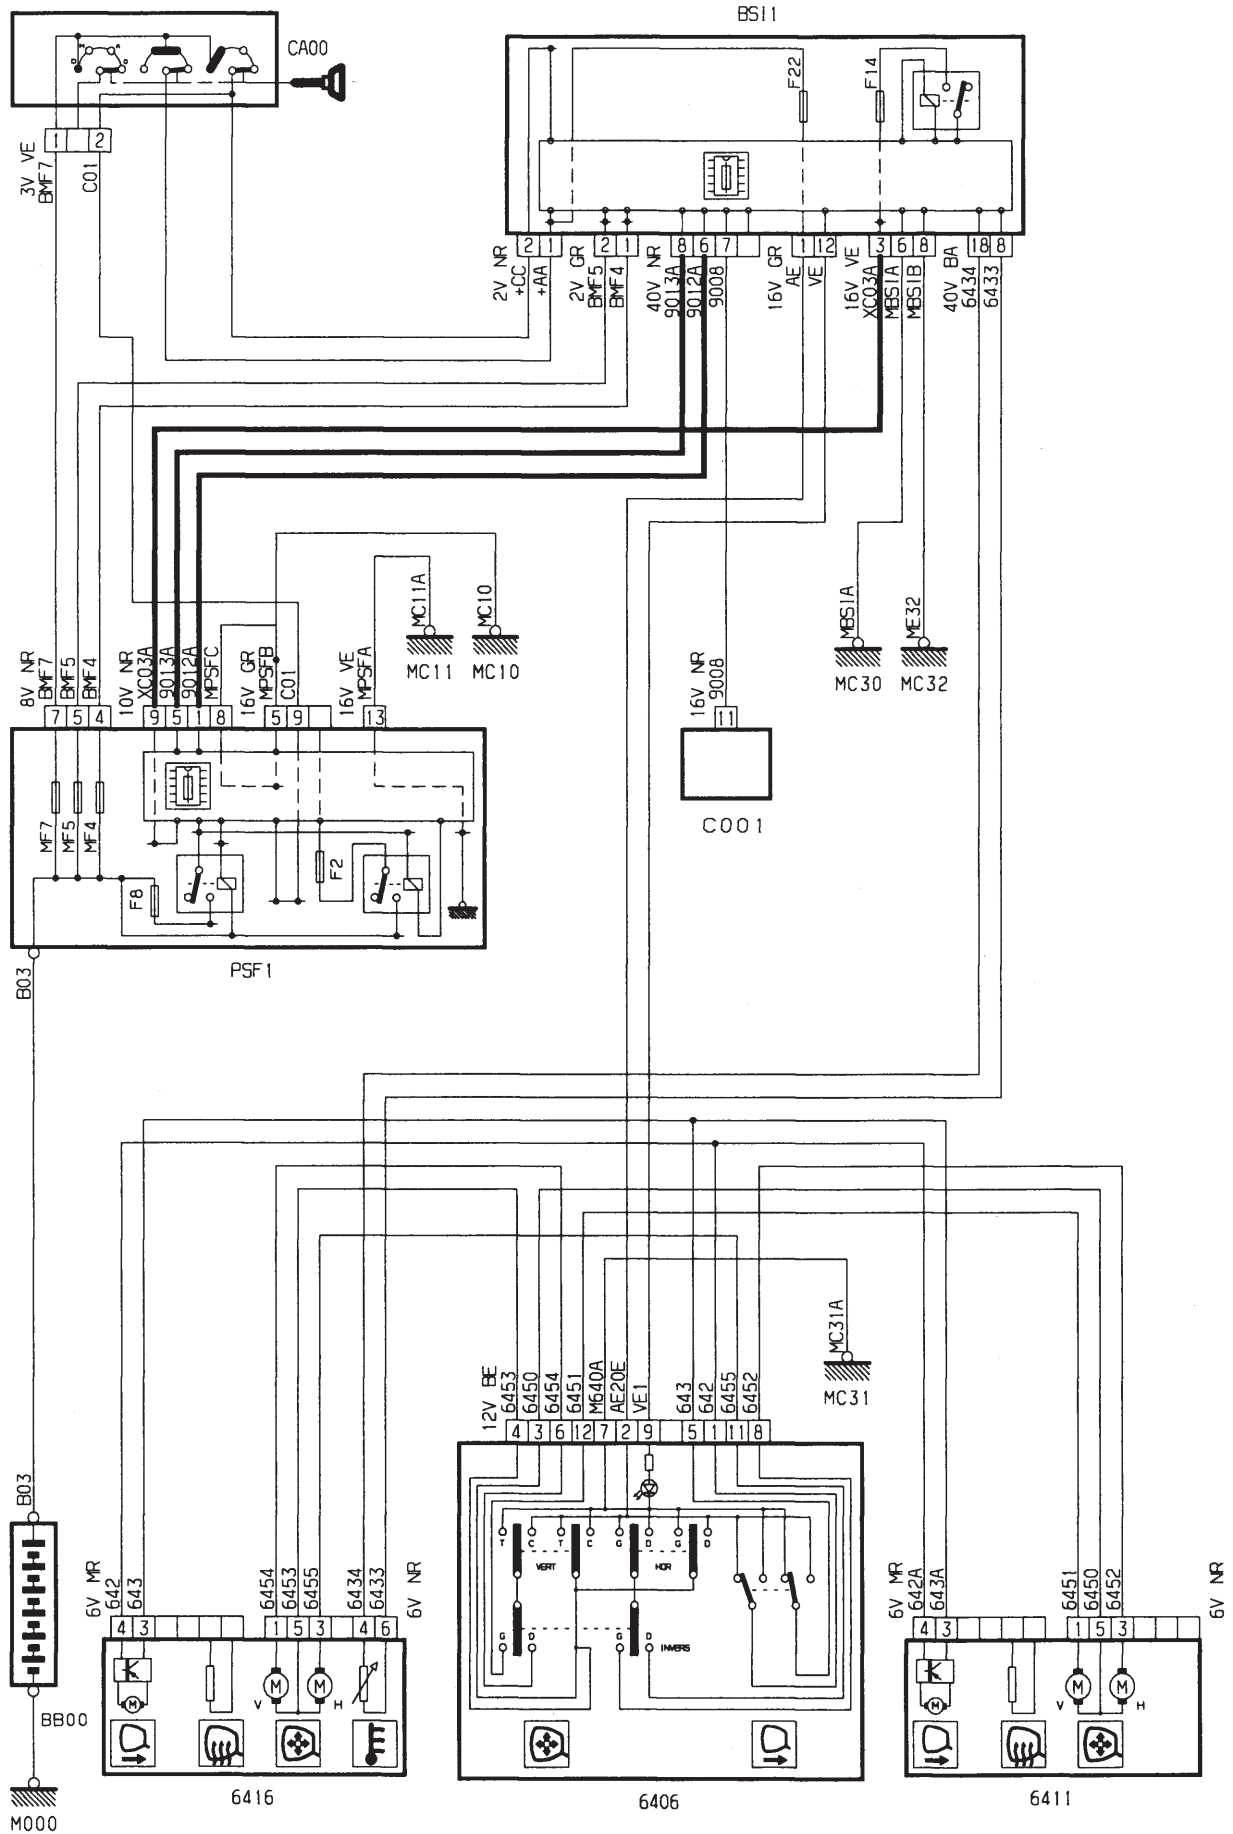 BSI1
CA00
M A
D D
F22
F14
1 2
3V VE
BMF7
C01
2 1 2 1 8 6 7 1 12 3 6 8 18 8
2V NR
+CC
+AA
2V GR
BMF5
BMF4
40V NR
9013A
9012A
9008
16V GR
AE
VE
16V VE
XC03A
MBSIA
MBSIB
40V BA
6434
6433
MC11A
MC10
MBSIA
ME32
MC11
MC10
MC30
MC32
8V NR
BMF7
BMF5
BMF4
10V NR
XC03A
9013A
9012A
MPSFC
16V GR
MPSFB
C01
16V VE
MPSFA
16V NR
9008
7 5 4 9 5 1 8 5 9 13
11
MF7
MF5
MF4
F8
F2
C001
PSF1
B03
MC31A
MC31
12V BE
6453
6450
6454
6451
M640A
AE20E
VE1
643
642
6455
6452
4 3 6 12 7 2 9 5 1 11 8
B03
T C T C G D G D
VERT
HOR
G D G D
INVERS
6V MR
642
643
6454
6453
6455
6434
6433
6V NR
4 3 1 5 3 4 6
M
M M
V H
6V MR
642A
643A
6451
6450
6452
6V NR
4 3 1 5 3
M
M M
V H
BB00
M000
6416
6406
6411